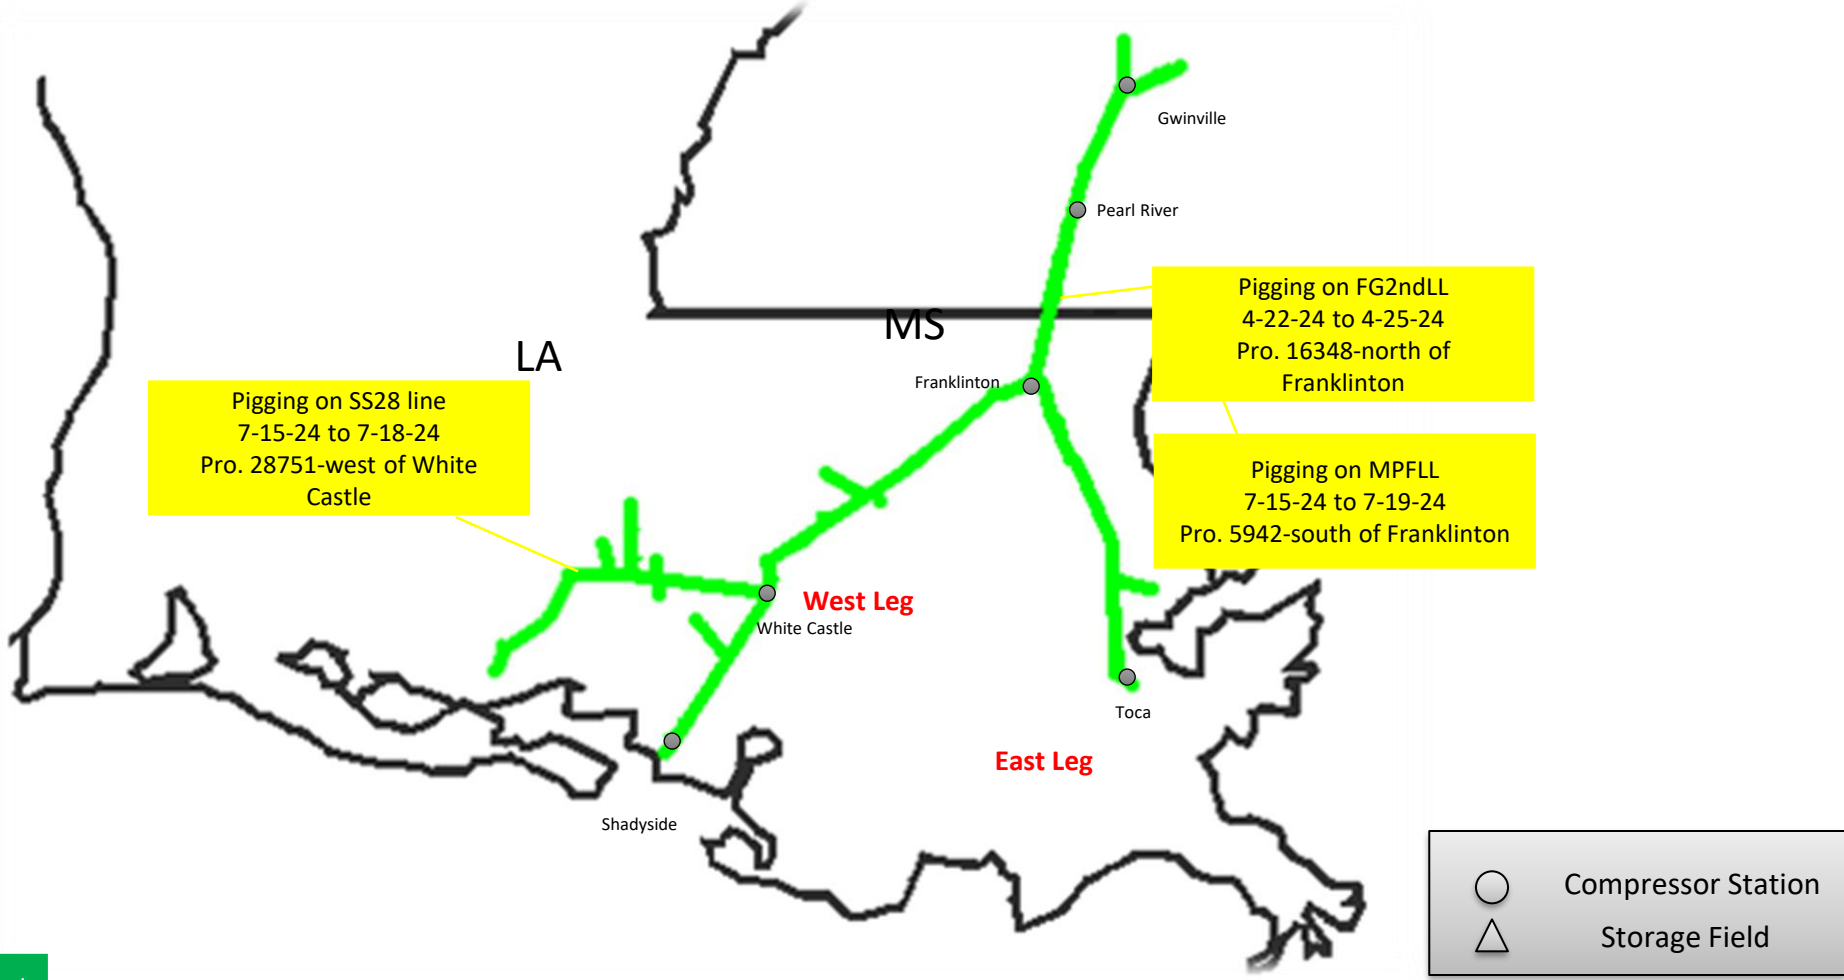 Gwinville
Pearl River
Pigging on FG2ndLL
4-22-24 to 4-25-24
Pro. 16348-north of
Franklinton
MS
LA
Franklinton
Pigging on SS28 line
7-15-24 to 7-18-24
Pro. 28751-west of White
Castle
Pigging on MPFLL
7-15-24 to 7-19-24
Pro. 5942-south of Franklinton
West Leg
White Castle
Toca
East Leg
Shadyside
Compressor Station
Storage Field